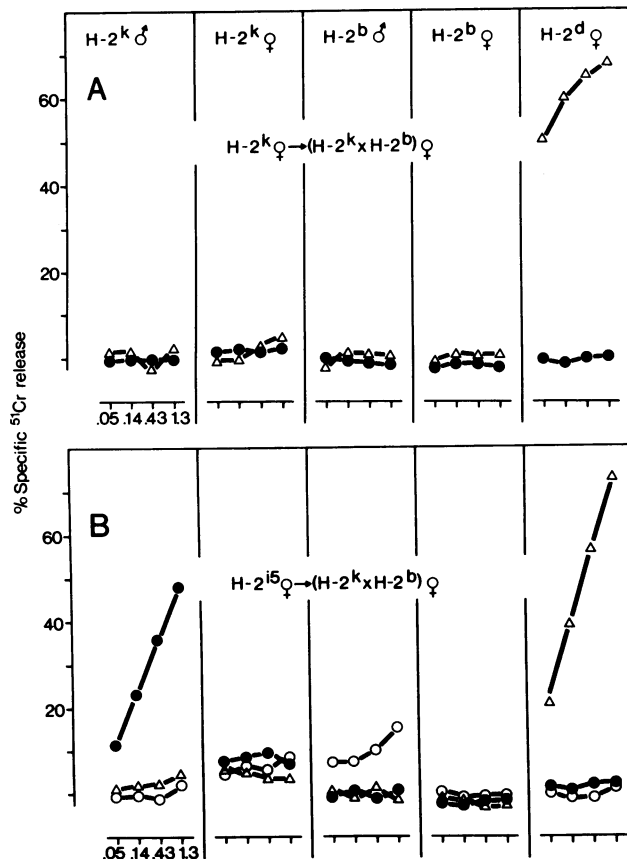 H-2k ♂ H-2k ♀ H-2b ♂ H-2b ♀ H-2d ♀
A
60
H-2k ♀→(H-2k x H-2b) ♀
40
20
.05 .14 .43 1.3
% Specific 51Cr release
B
60
H-2i5 ♀→(H-2k x H-2b) ♀
40
20
.05 .14 .43 1.3